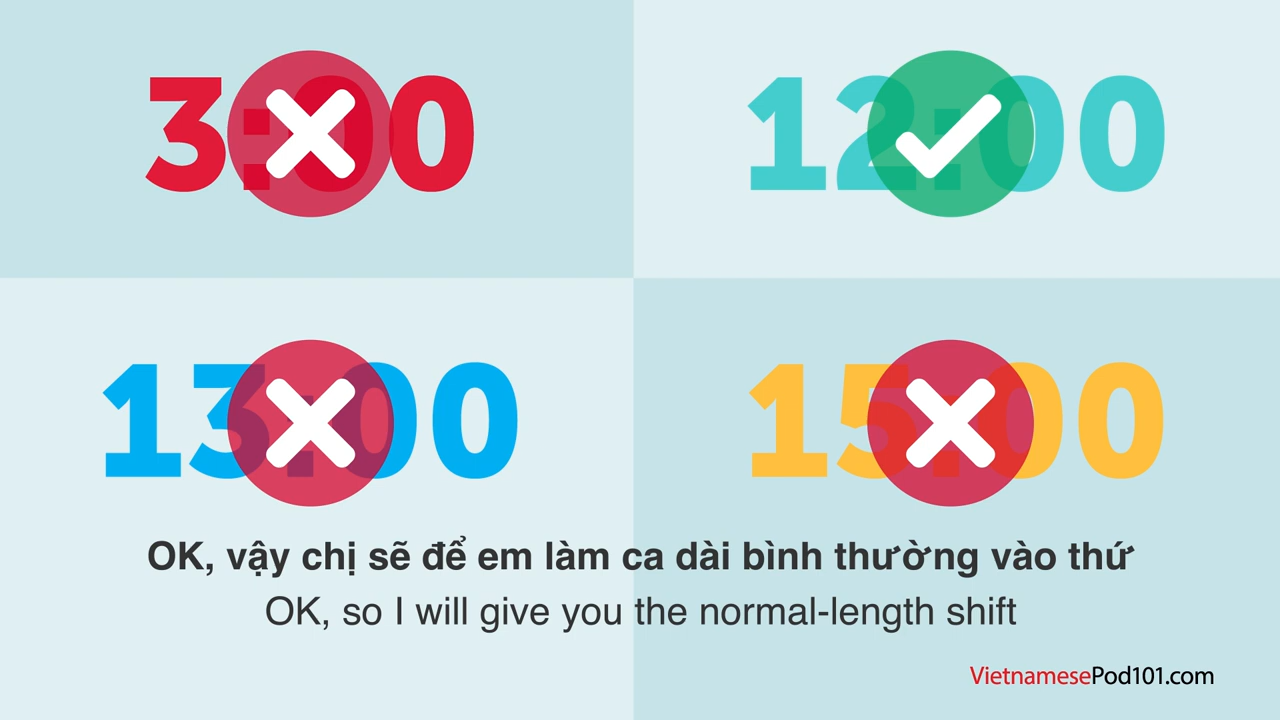 3:00
12:00
13:00
15:00
OK, vậy chị sẽ để em làm ca dài bình thường vào thứ
OK, so I will give you the normal-length shift
VietnamesePod101.com